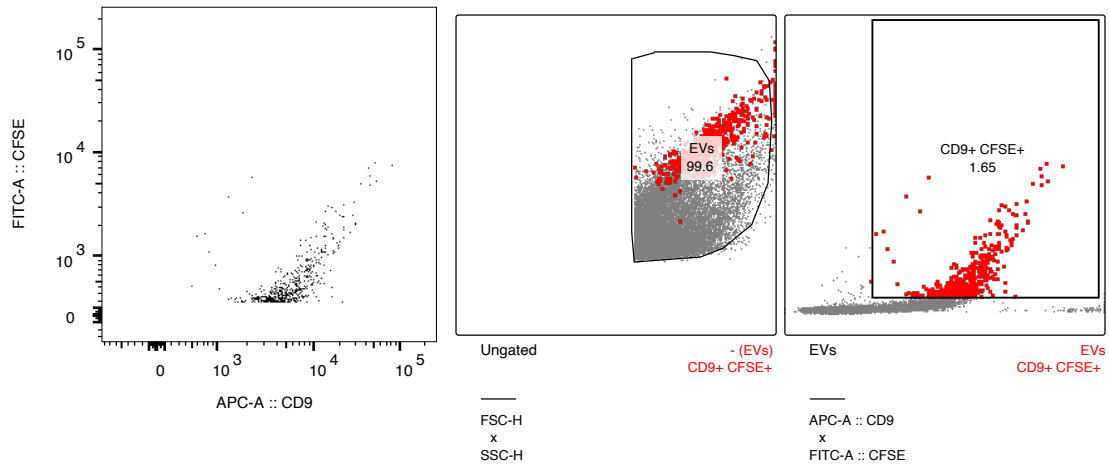 10^5
10^4
10^3
0
FITC-A :: CFSE
0
10^3
10^4
10^5
APC-A :: CD9
EVs
99.6
Ungated
- (EVs)
CD9+ CFSE+
FSC-H
x
SSC-H
CD9+ CFSE+
1.65
EVs
EVs
CD9+ CFSE+
APC-A :: CD9
x
FITC-A :: CFSE